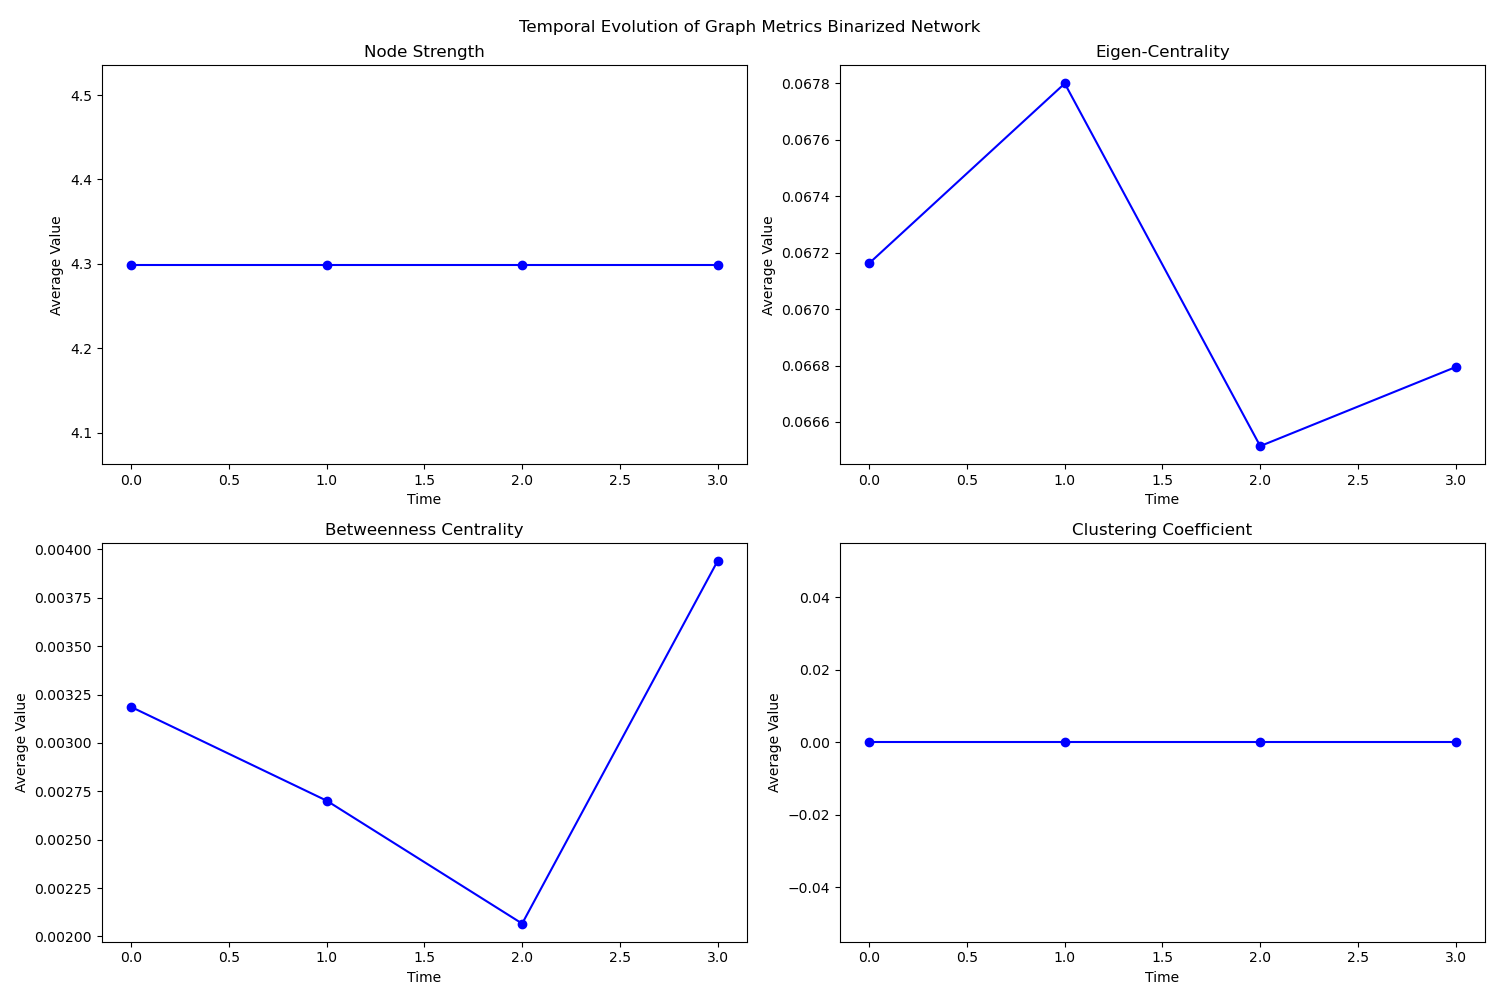 Temporal Evolution of Graph Metrics Binarized Network
Node Strength
4.5
4.4
4.3
4.2
4.1
Average Value
0.0 0.5 1.0 1.5 2.0 2.5 3.0
Time
Eigen-Centrality
0.0678
0.0676
0.0674
0.0672
0.0670
0.0668
0.0666
Average Value
0.0 0.5 1.0 1.5 2.0 2.5 3.0
Time
Betweenness Centrality
0.00400
0.00375
0.00350
0.00325
0.00300
0.00275
0.00250
0.00225
0.00200
Average Value
0.0 0.5 1.0 1.5 2.0 2.5 3.0
Time
Clustering Coefficient
0.04
0.02
0.00
−0.02
−0.04
Average Value
0.0 0.5 1.0 1.5 2.0 2.5 3.0
Time